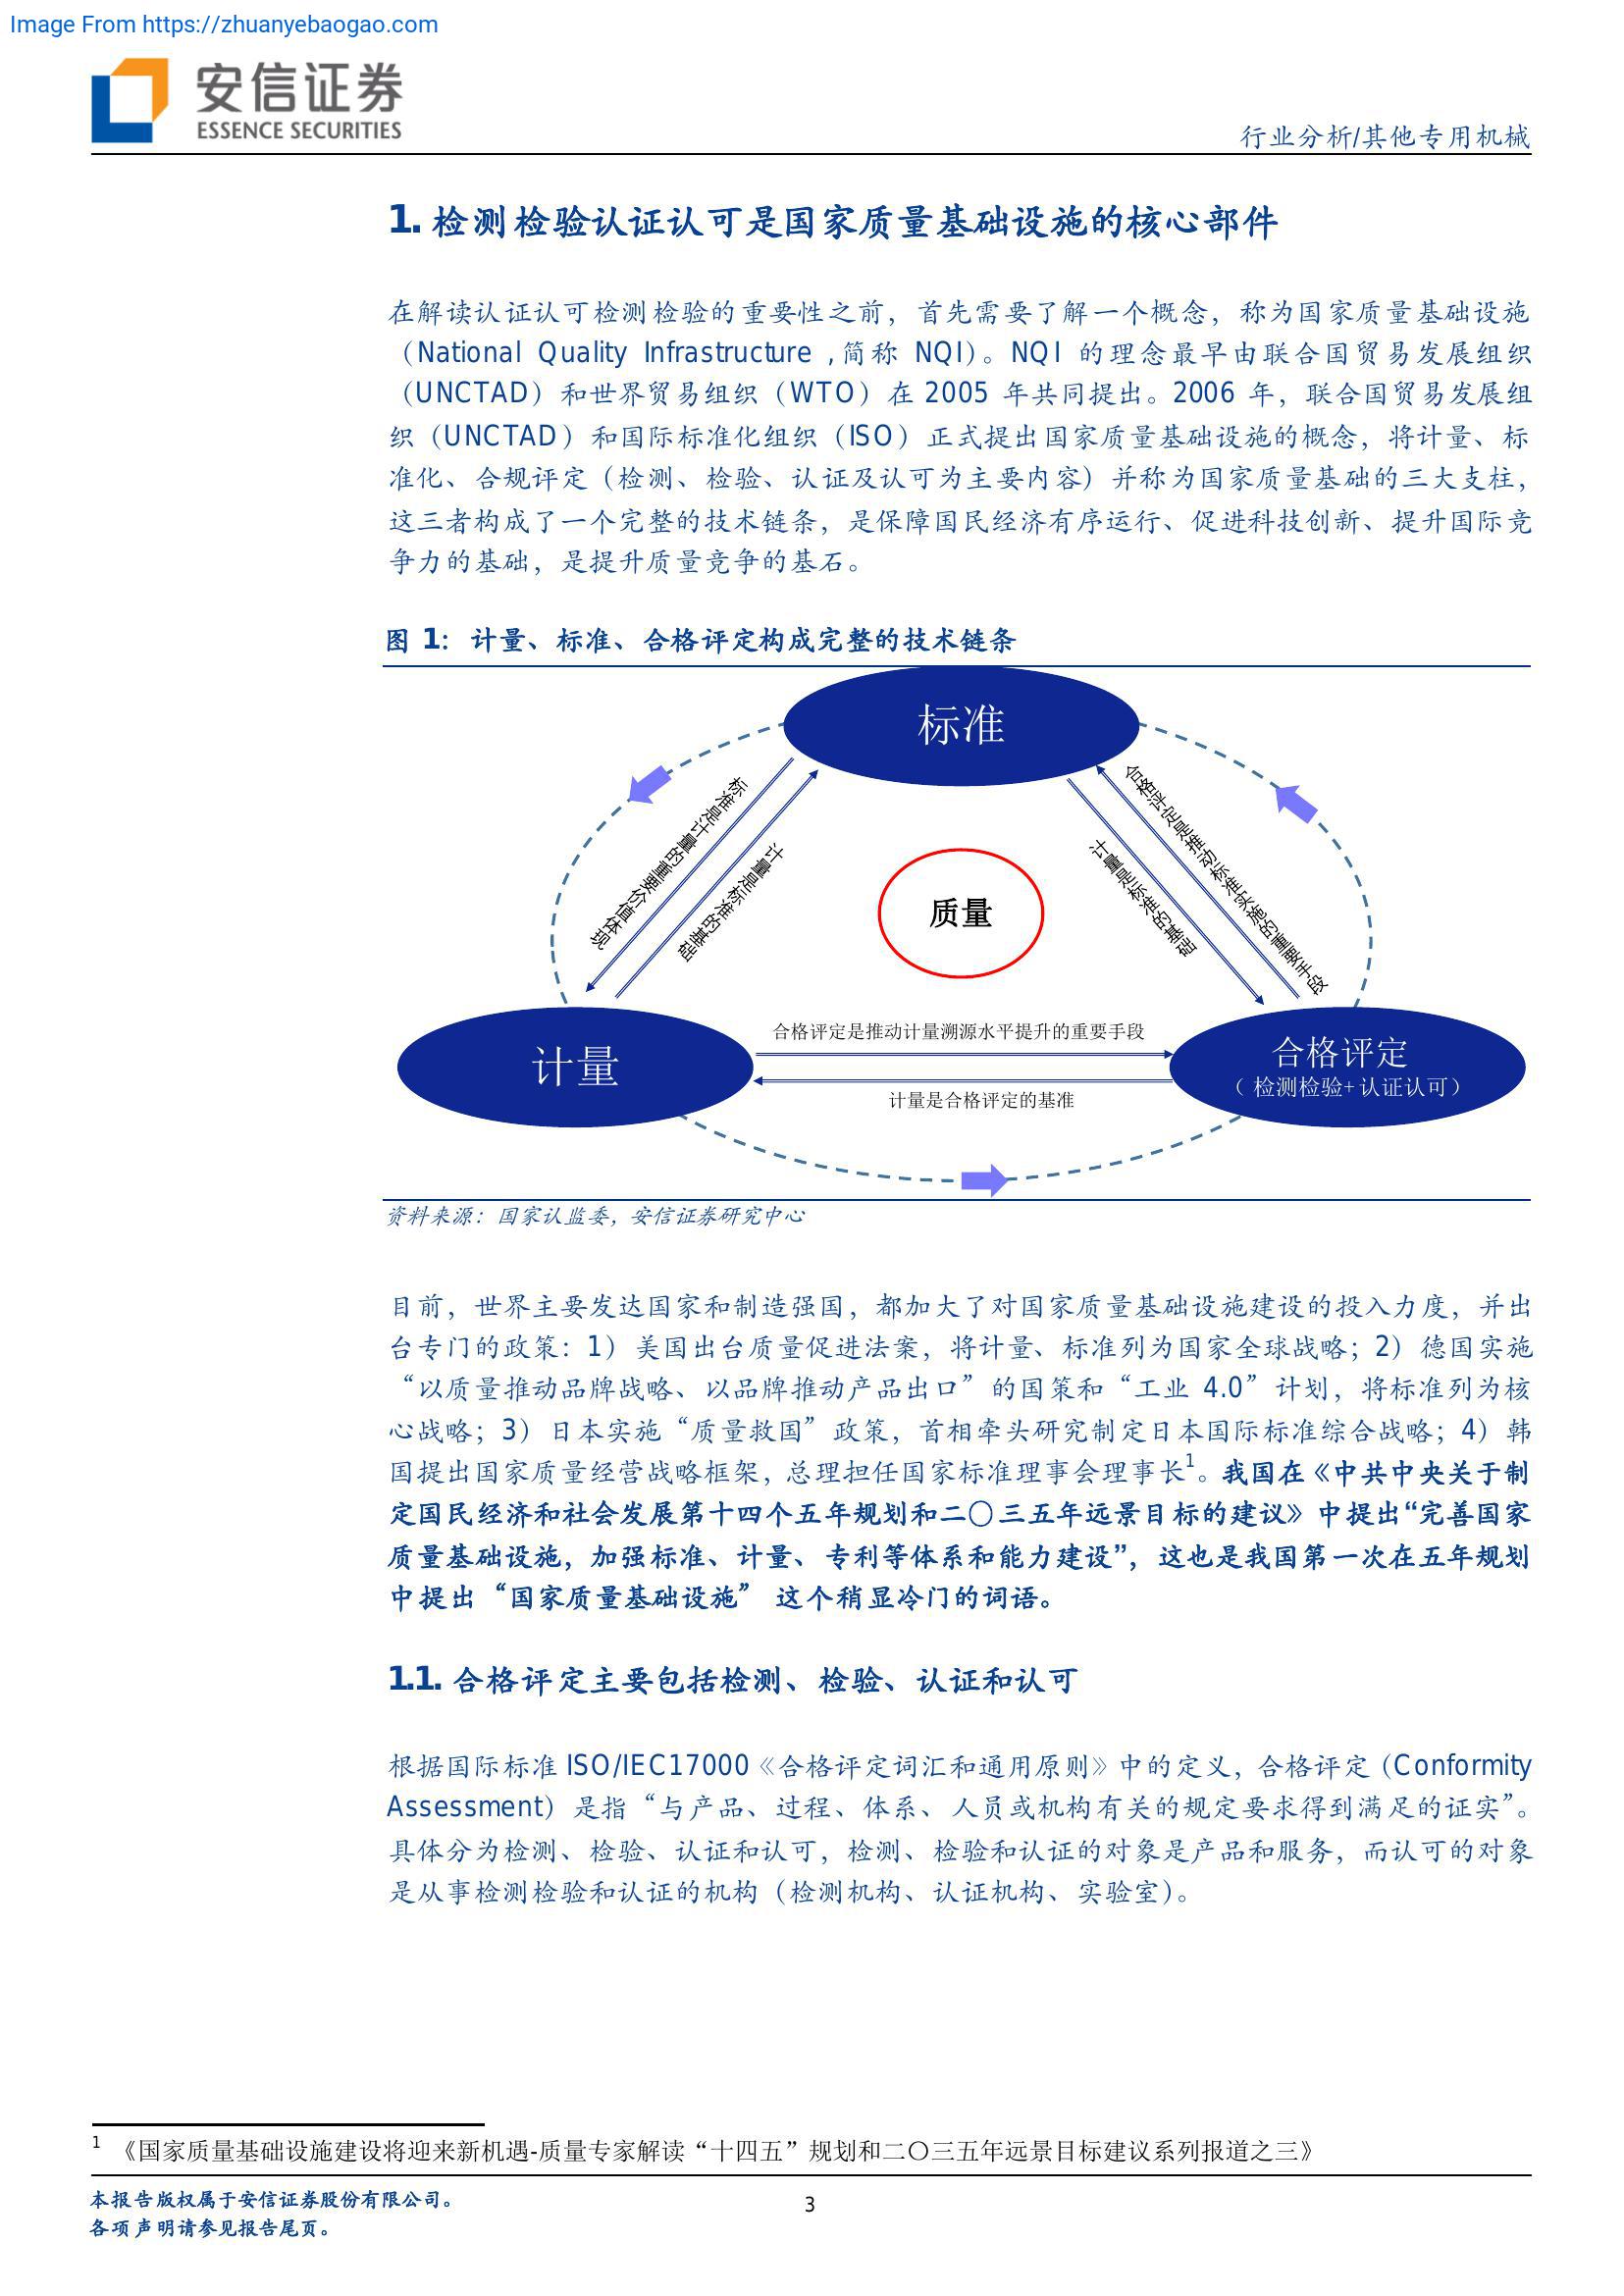 Image From https://zhuanyebaogao.com
安信证券
ESSENCE SECURITIES
行业分析/其他专用机械
1. 检测检验认证认可是国家质量基础设施的核心部件
在解读认证认可检测检验的重要性之前，首先需要了解一个概念，称为国家质量基础设施
（National Quality Infrastructure ,简称 NQI）。NQI 的理念最早由联合国贸易发展组织
（UNCTAD）和世界贸易组织（WTO）在 2005 年共同提出。2006 年，联合国贸易发展组
织（UNCTAD）和国际标准化组织（ISO）正式提出国家质量基础设施的概念，将计量、标
准化、合规评定（检测、检验、认证及认可为主要内容）并称为国家质量基础的三大支柱，
这三者构成了一个完整的技术链条，是保障国民经济有序运行、促进科技创新、提升国际竞
争力的基础，是提升质量竞争的基石。
图 1：计量、标准、合格评定构成完整的技术链条
标准
标准是计量的重要价值体现
计量是标准的基础
计量是标准的基础
合格评定是推动标准实施的重要手段
质量
合格评定是推动计量溯源水平提升的重要手段
计量
合格评定
（ 检测检验+认证认可）
计量是合格评定的基准
资料来源：国家认监委，安信证券研究中心
目前，世界主要发达国家和制造强国，都加大了对国家质量基础设施建设的投入力度，并出
台专门的政策：1）美国出台质量促进法案，将计量、标准列为国家全球战略；2）德国实施
“以质量推动品牌战略、以品牌推动产品出口”的国策和“工业 4.0”计划，将标准列为核
心战略；3）日本实施“质量救国”政策，首相牵头研究制定日本国际标准综合战略；4）韩
国提出国家质量经营战略框架，总理担任国家标准理事会理事长1。我国在《中共中央关于制
定国民经济和社会发展第十四个五年规划和二〇三五年远景目标的建议》中提出“完善国家
质量基础设施，加强标准、计量、专利等体系和能力建设”，这也是我国第一次在五年规划
中提出“国家质量基础设施” 这个稍显冷门的词语。
1.1. 合格评定主要包括检测、检验、认证和认可
根据国际标准 ISO/IEC17000《合格评定词汇和通用原则》中的定义，合格评定（Conformity
Assessment）是指“与产品、过程、体系、人员或机构有关的规定要求得到满足的证实”。
具体分为检测、检验、认证和认可，检测、检验和认证的对象是产品和服务，而认可的对象
是从事检测检验和认证的机构（检测机构、认证机构、实验室）。
1 《国家质量基础设施建设将迎来新机遇-质量专家解读“十四五”规划和二〇三五年远景目标建议系列报道之三》
本报告版权属于安信证券股份有限公司。
3
各项声明请参见报告尾页。